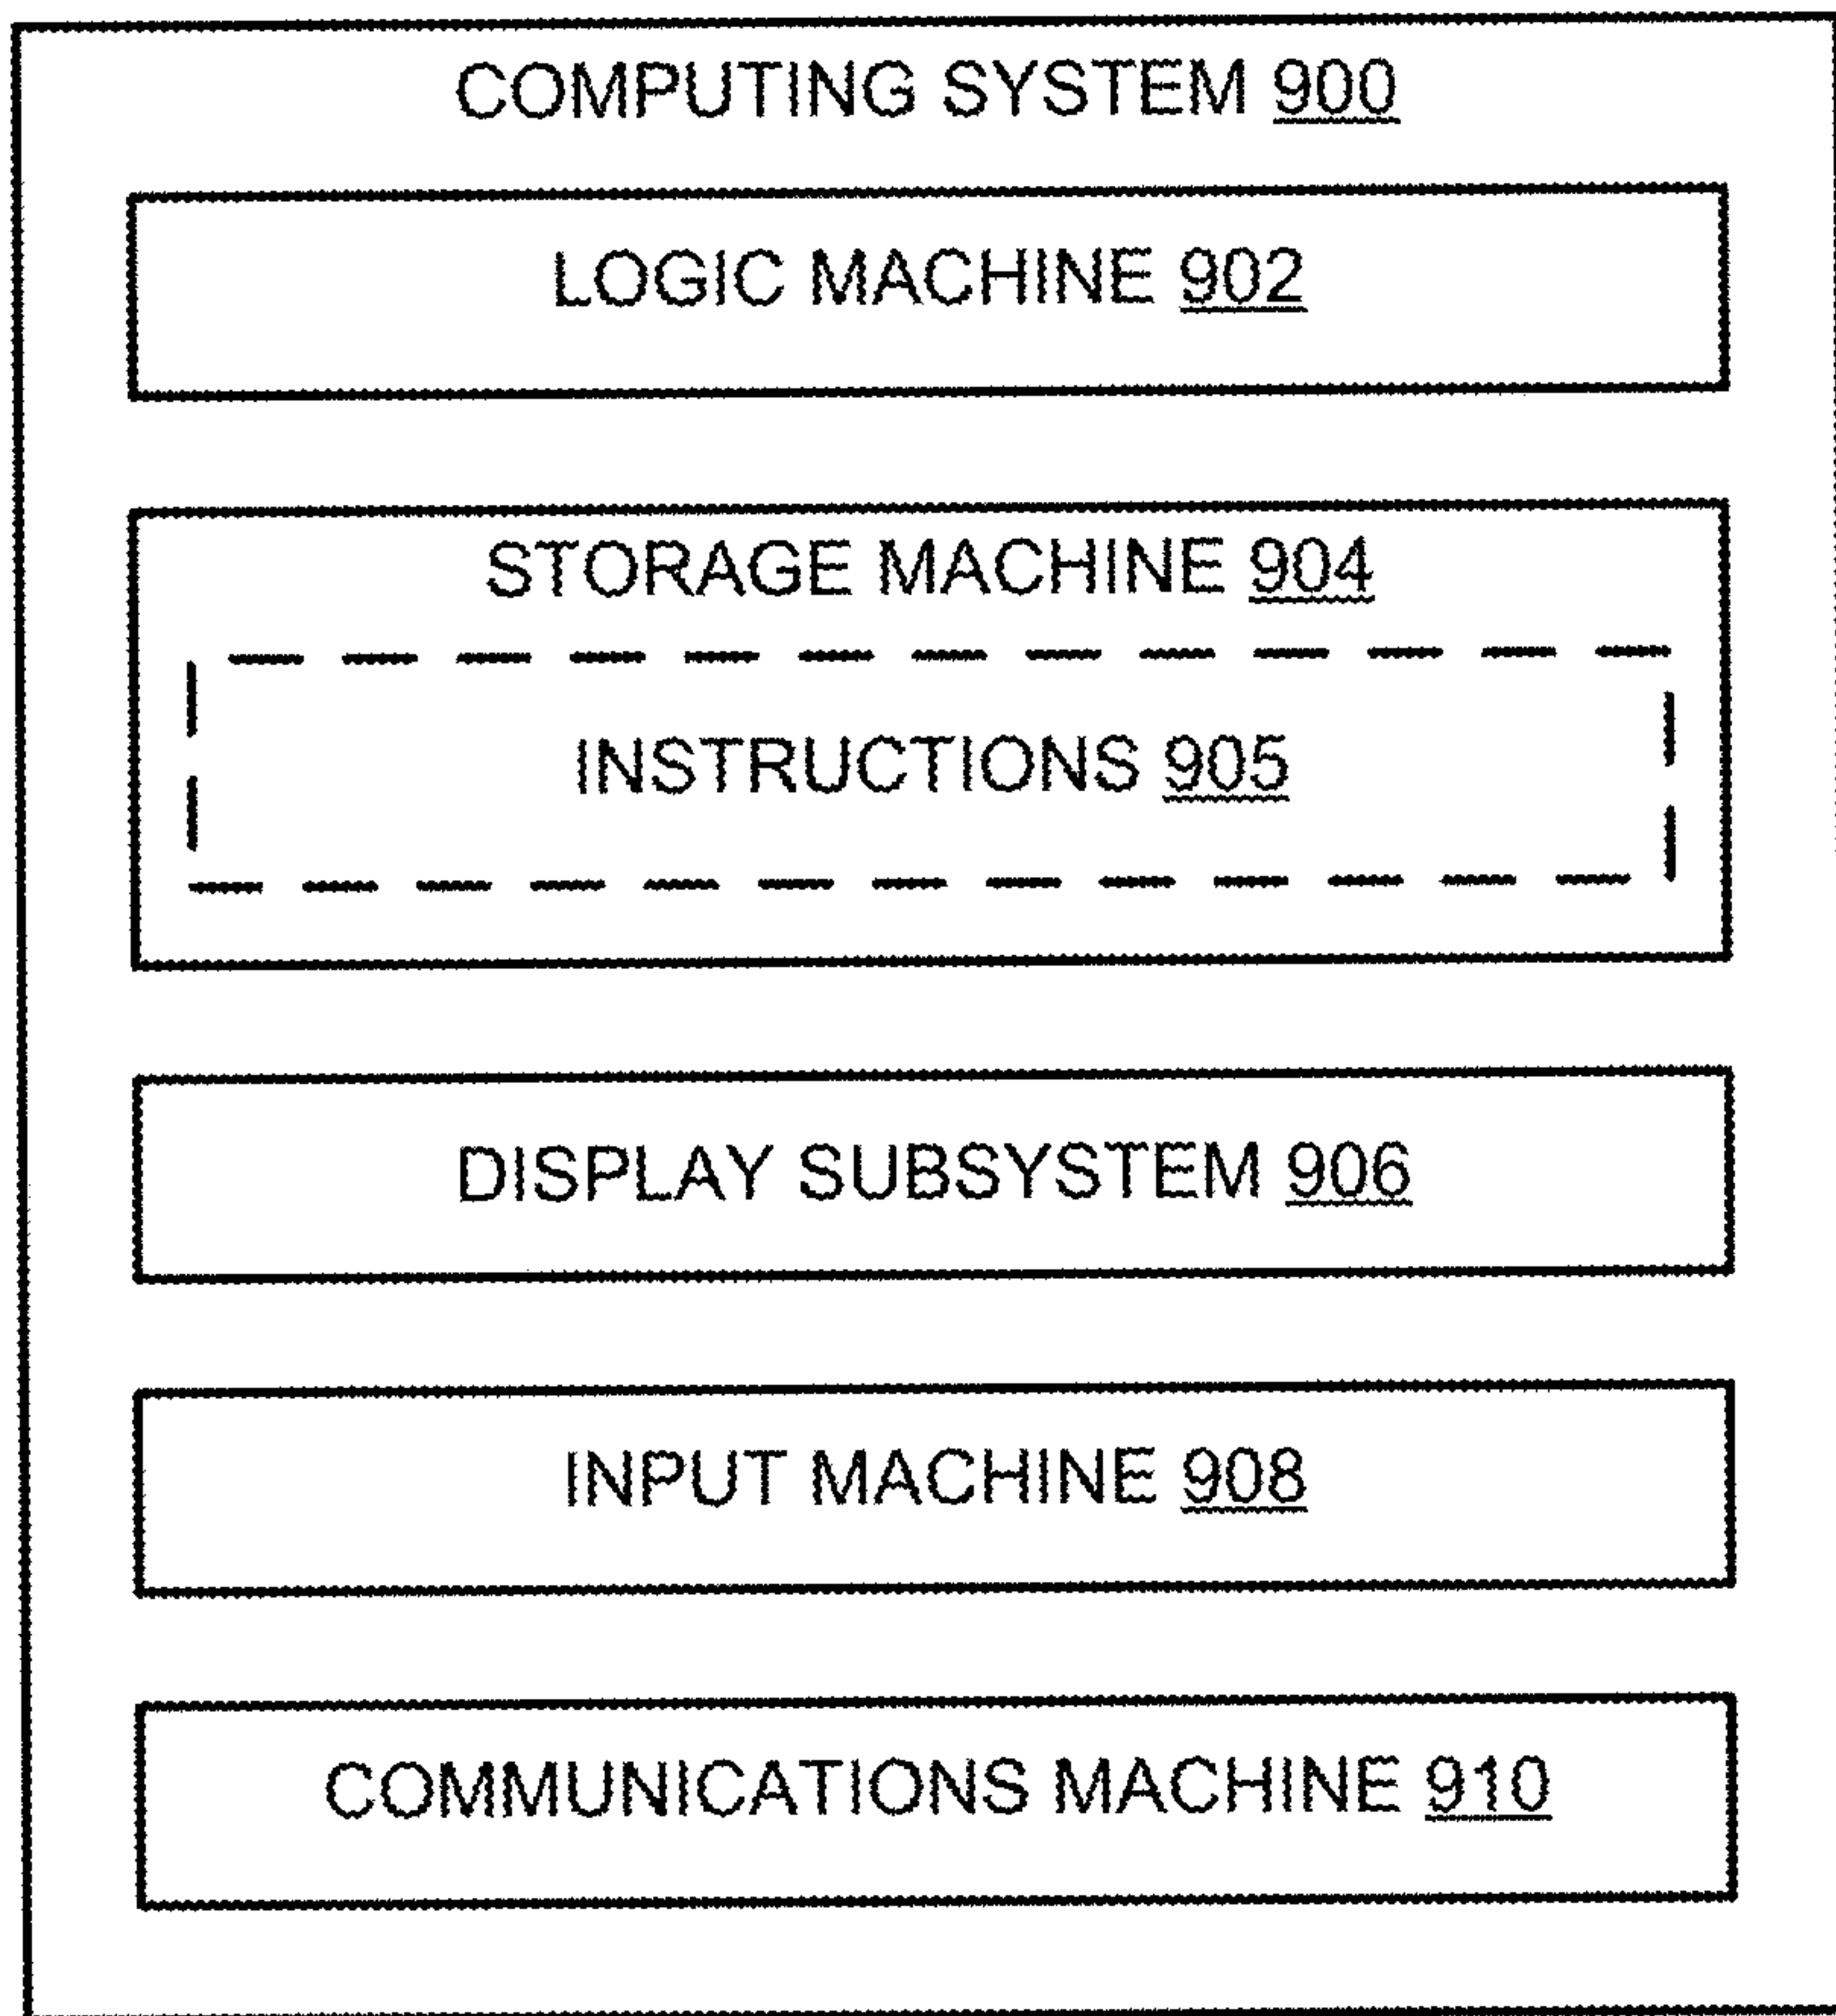 COMPUTING SYSTEM 900
LOGIC MACHINE 902
STORAGE MACHINE 904
INSTRUCTIONS 905
DISPLAY SUBSYSTEM 906
INPUT MACHINE 908
COMMUNICATIONS MACHINE 910